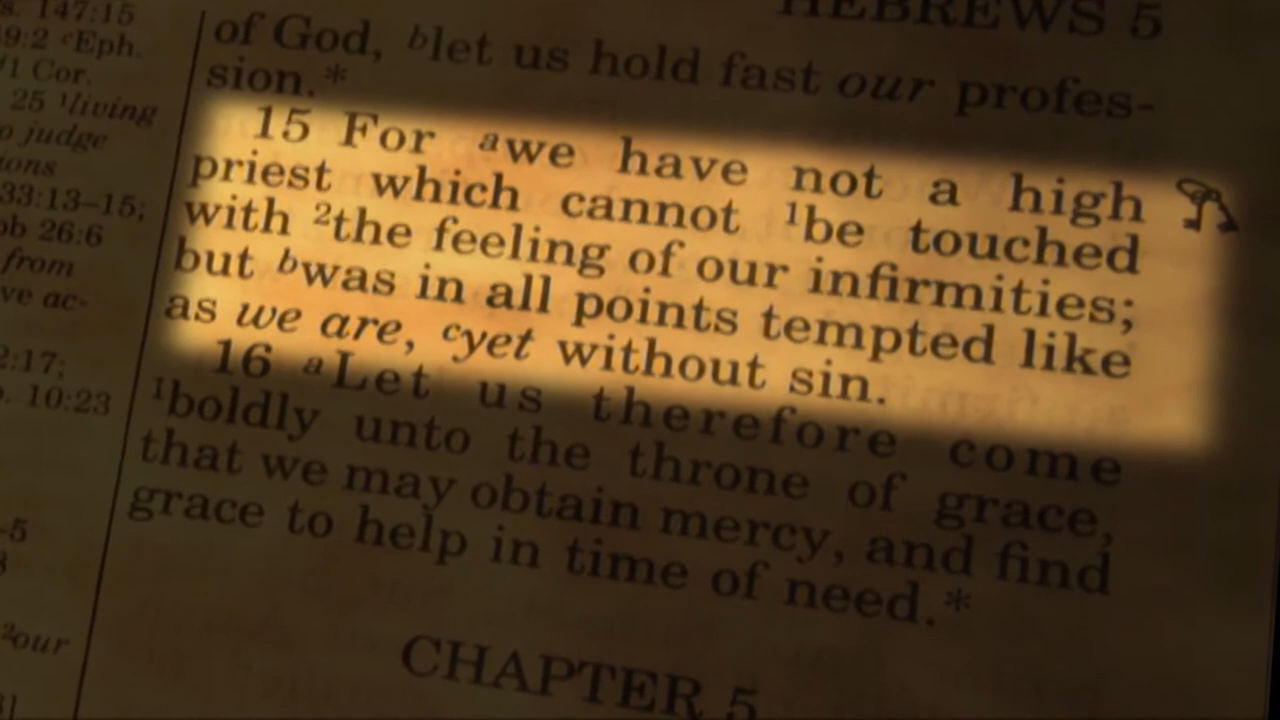 s. 147:15
9:2 ᶜEph.
1 Cor.
25 ¹living
o judge
ions
33:13–15;
ob 26:6
from
ve ac-
2:17;
. 10:23
-5
²our
HEBREWS 5
of God, ᵇlet us hold fast our profes-
sion.*
15 For ᵃwe have not a high
priest which cannot ¹be touched
with ²the feeling of our infirmities;
but ᵇwas in all points tempted like
as we are, ᶜyet without sin.
16 ᵃLet us therefore come
¹boldly unto the throne of grace,
that we may obtain mercy, and find
grace to help in time of need.*
CHAPTER 5